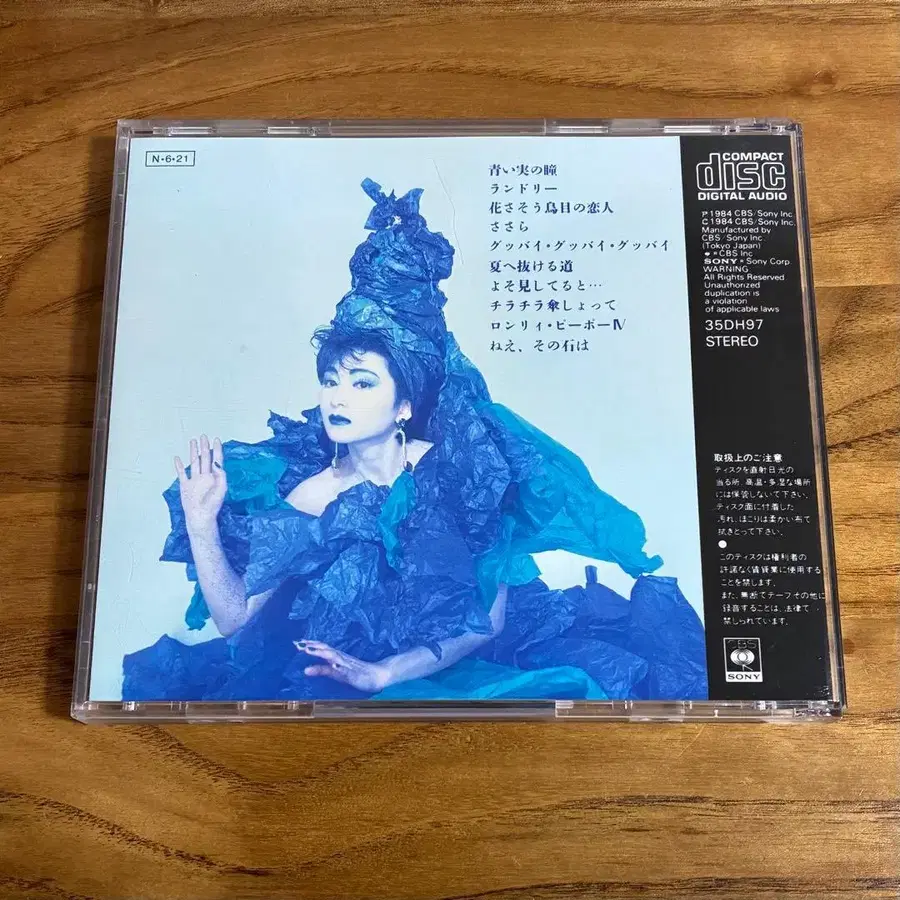 N・6・21
青い実の瞳
ランドリー
花さそう鳥目の恋人
ささら
グッバイ・グッバイ・グッバイ
夏へ抜ける道
よそ見してると…
チラチラ傘しょって
ロンリィ・ピーポーⅣ
ねえ、その石は
COMPACT
disc
DIGITAL AUDIO
℗1984 CBS/Sony Inc.
©1984 CBS/Sony Inc.
Manufactured by
CBS/Sony Inc.
(Tokyo Japan)
* CBS Inc
SONY * Sony Corp
WARNING
All Rights Reserved
Unauthorized
duplication is
a violation
of applicable laws
35DH97
STEREO
取扱上のご注意
ディスクを直射日光の
当る所、高温・多湿な場所
には保管しないで下さい。
ディスク面に付着した
汚れ、ほこりは柔かい布で
拭きとって下さい。
このディスクは権利者の
許諾なく賃貸業に使用する
ことを禁じます。
また、無断でテープその他に
録音することは、法律で
禁じられています。
CBS
SONY